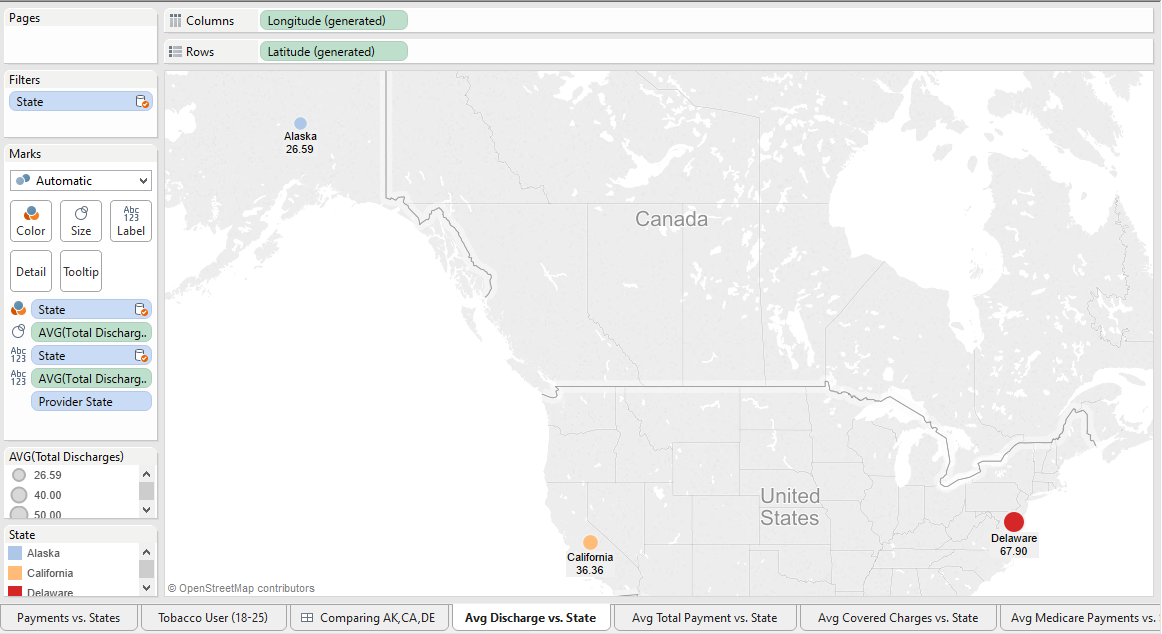 Pages
Columns
Longitude (generated)
Rows
Latitude (generated)
Filters
State
Marks
Automatic
Color
Size
Abc
123
Label
Detail
Tooltip
State
AVG(Total Discharg..
Abc
123
State
Abc
123
AVG(Total Discharg..
Provider State
AVG(Total Discharges)
26.59
40.00
50.00
State
Alaska
California
Delaware
Alaska
26.59
Canada
United
States
California
36.36
Delaware
67.90
© OpenStreetMap contributors
Payments vs. States
Tobacco User (18-25)
Comparing AK,CA,DE
Avg Discharge vs. State
Avg Total Payment vs. State
Avg Covered Charges vs. State
Avg Medicare Payments vs.